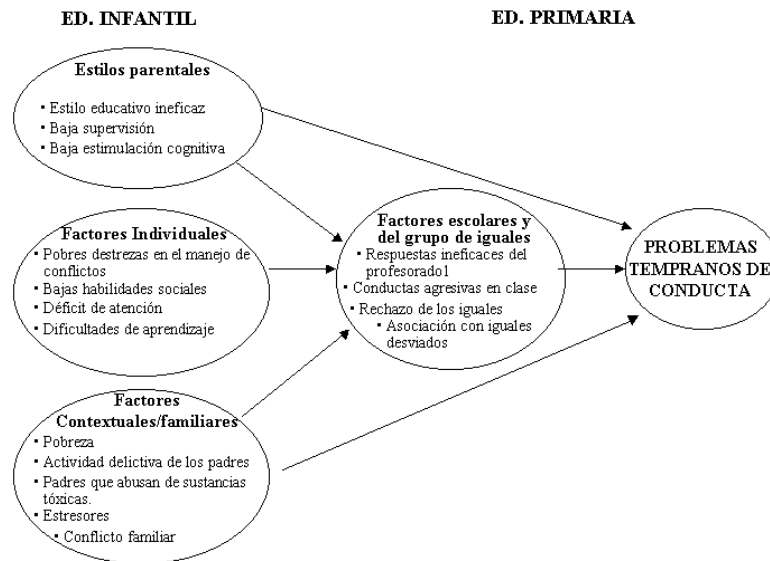 ED. INFANTIL
ED. PRIMARIA
Estilos parentales
▪ Estilo educativo ineficaz
▪ Baja supervisión
▪ Baja estimulación cognitiva
Factores Individuales
▪ Pobres destrezas en el manejo de
conflictos
▪ Bajas habilidades sociales
▪ Déficit de atención
▪ Dificultades de aprendizaje
Factores
Contextuales/familiares
▪ Pobreza
▪ Actividad delictiva de los padres
▪ Padres que abusan de sustancias
tóxicas.
▪ Estresores
▪ Conflicto familiar
Factores escolares y
del grupo de iguales
▪ Respuestas ineficaces del
profesorado1
▪ Conductas agresivas en clase
▪ Rechazo de los iguales
▪ Asociación con iguales
desviados
PROBLEMAS
TEMPRANOS DE
CONDUCTA